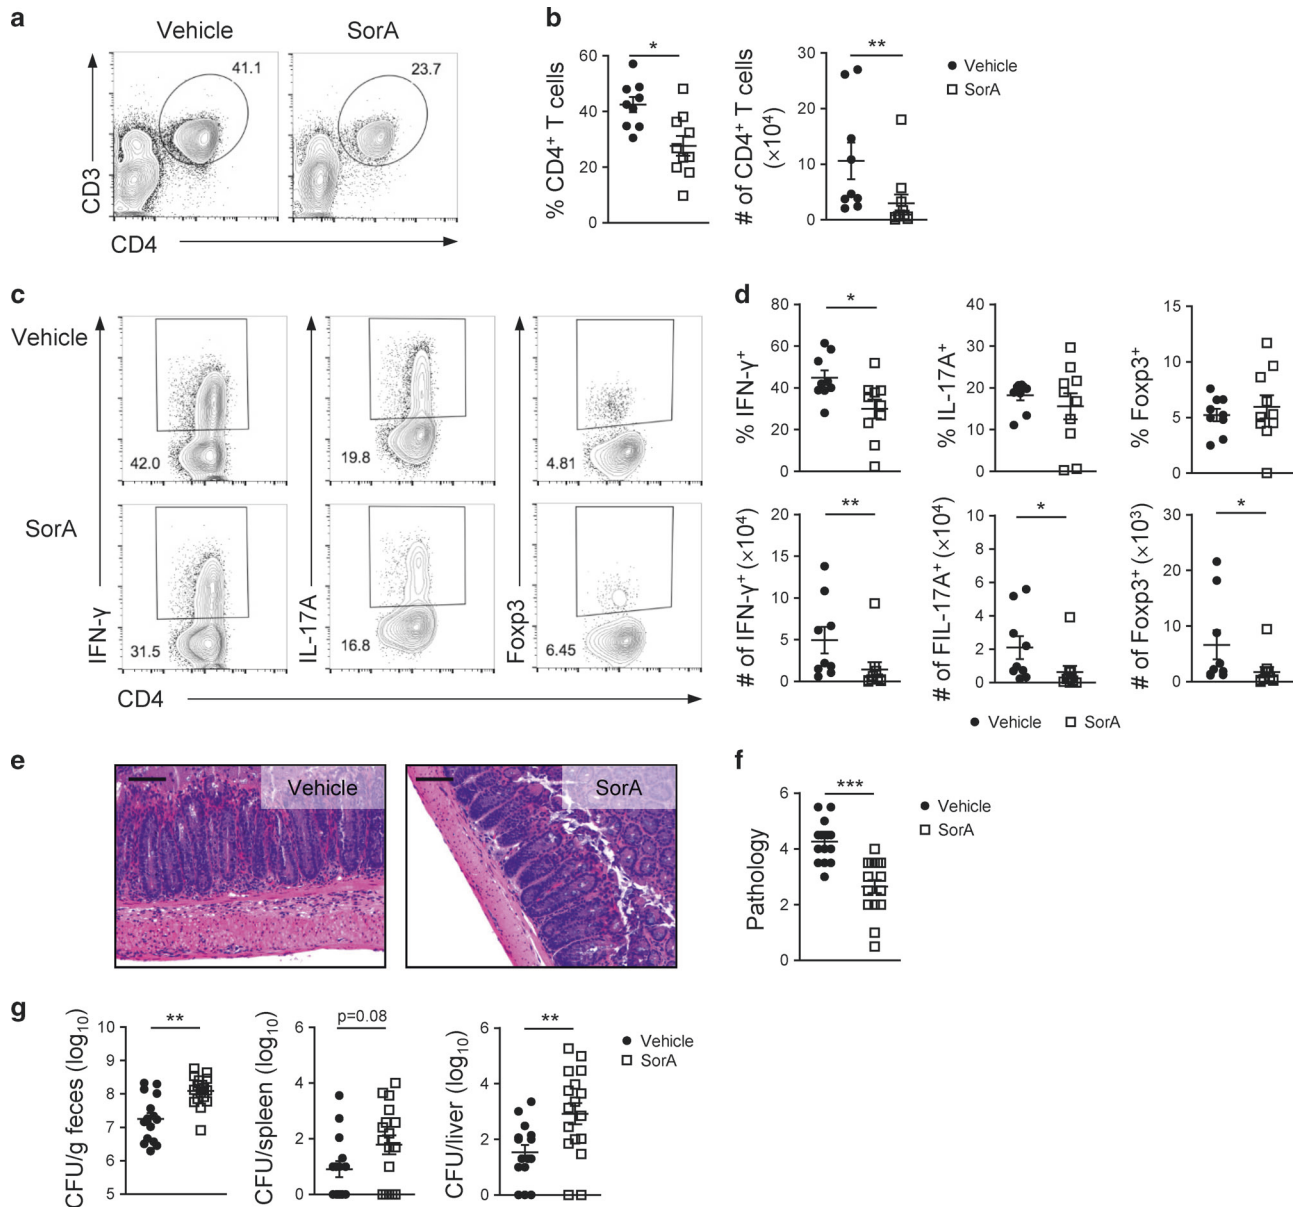 a
Vehicle
SorA
41.1
23.7
CD3
CD4
b
% CD4⁺ T cells
60
40
20
0
*
# of CD4⁺ T cells
(×10⁴)
30
20
10
0
**
Vehicle
SorA
c
Vehicle
42.0
19.8
4.81
SorA
31.5
16.8
6.45
IFN-γ
IL-17A
Foxp3
CD4
d
% IFN-γ⁺
80
60
40
20
0
*
% IL-17A⁺
40
30
20
10
0
% Foxp3⁺
15
10
5
0
# of IFN-γ⁺ (×10⁴)
20
15
10
5
0
**
# of FIL-17A⁺ (×10⁴)
10
8
6
4
2
0
*
# of Foxp3⁺ (×10³)
30
20
10
0
*
Vehicle
SorA
e
Vehicle
SorA
f
Pathology
6
4
2
0
***
Vehicle
SorA
g
CFU/g feces (log₁₀)
10
9
8
7
6
5
**
CFU/spleen (log₁₀)
6
4
2
0
p=0.08
CFU/liver (log₁₀)
6
4
2
0
**
Vehicle
SorA